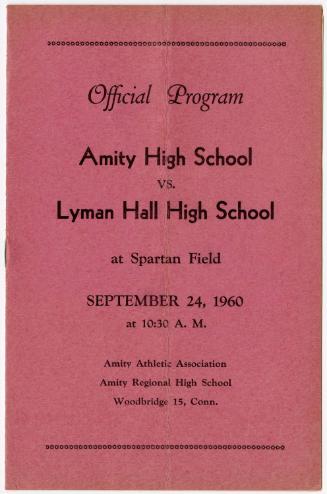 Official Program
Amity High School
VS.
Lyman Hall High School
at Spartan Field
SEPTEMBER 24, 1960
at 10:30 A. M.
Amity Athletic Association
Amity Regional High School
Woodbridge 15, Conn.